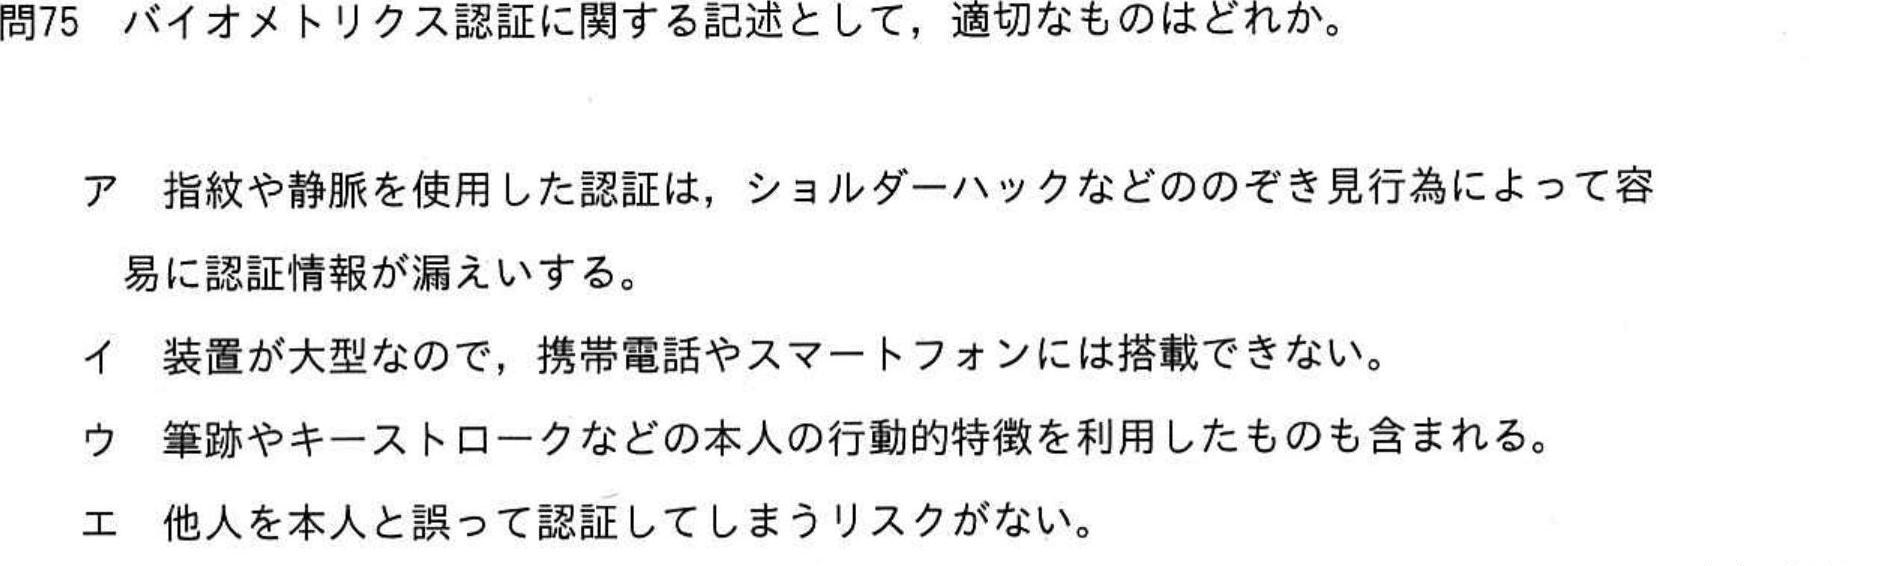 問75　バイオメトリクス認証に関する記述として，適切なものはどれか。
ア　指紋や静脈を使用した認証は，ショルダーハックなどののぞき見行為によって容
易に認証情報が漏えいする。
イ　装置が大型なので，携帯電話やスマートフォンには搭載できない。
ウ　筆跡やキーストロークなどの本人の行動的特徴を利用したものも含まれる。
エ　他人を本人と誤って認証してしまうリスクがない。